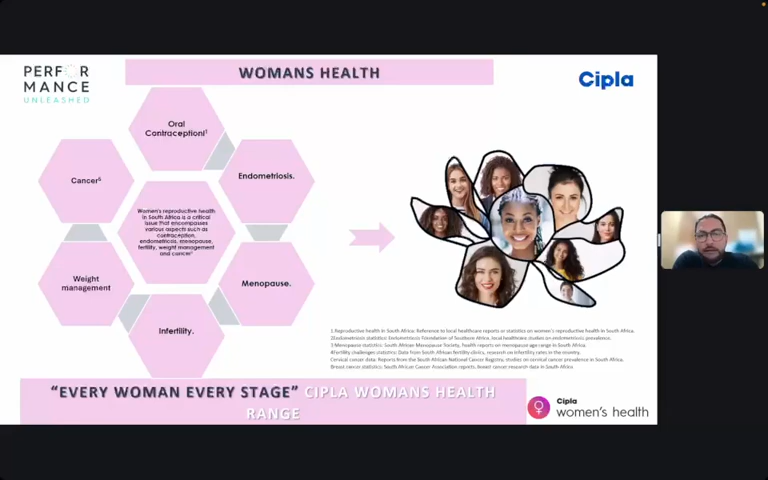 PERFOR
MANCE
UNLEASHED
WOMANS HEALTH
Cipla
Oral
Contraception!¹
Cancer⁵
Endometriosis.
Women's reproductive health
in South Africa is a critical
issue that encompasses
various aspects such as
contraception,
endometriosis, menopause,
fertility, weight management
and cancer¹
Weight
management
Menopause.
Infertility.
1.Reproductive health in South Africa: Reference to local healthcare reports or statistics on women's reproductive health in South Africa.
2Endometriosis statistics: Endometriosis Foundation of Southern Africa, local healthcare studies on endometriosis prevalence.
3.Menopause statistics: South African Menopause Society, health reports on menopause age range in South Africa.
4Fertility challenges statistics: Data from South African fertility clinics, research on infertility rates in the country.
Cervical cancer data: Reports from the South African National Cancer Registry, studies on cervical cancer prevalence in South Africa.
Breast cancer statistics: South African Cancer Association reports, breast cancer research data in South Africa
"EVERY WOMAN EVERY STAGE" CIPLA WOMANS HEALTH
RANGE
Cipla
women's health